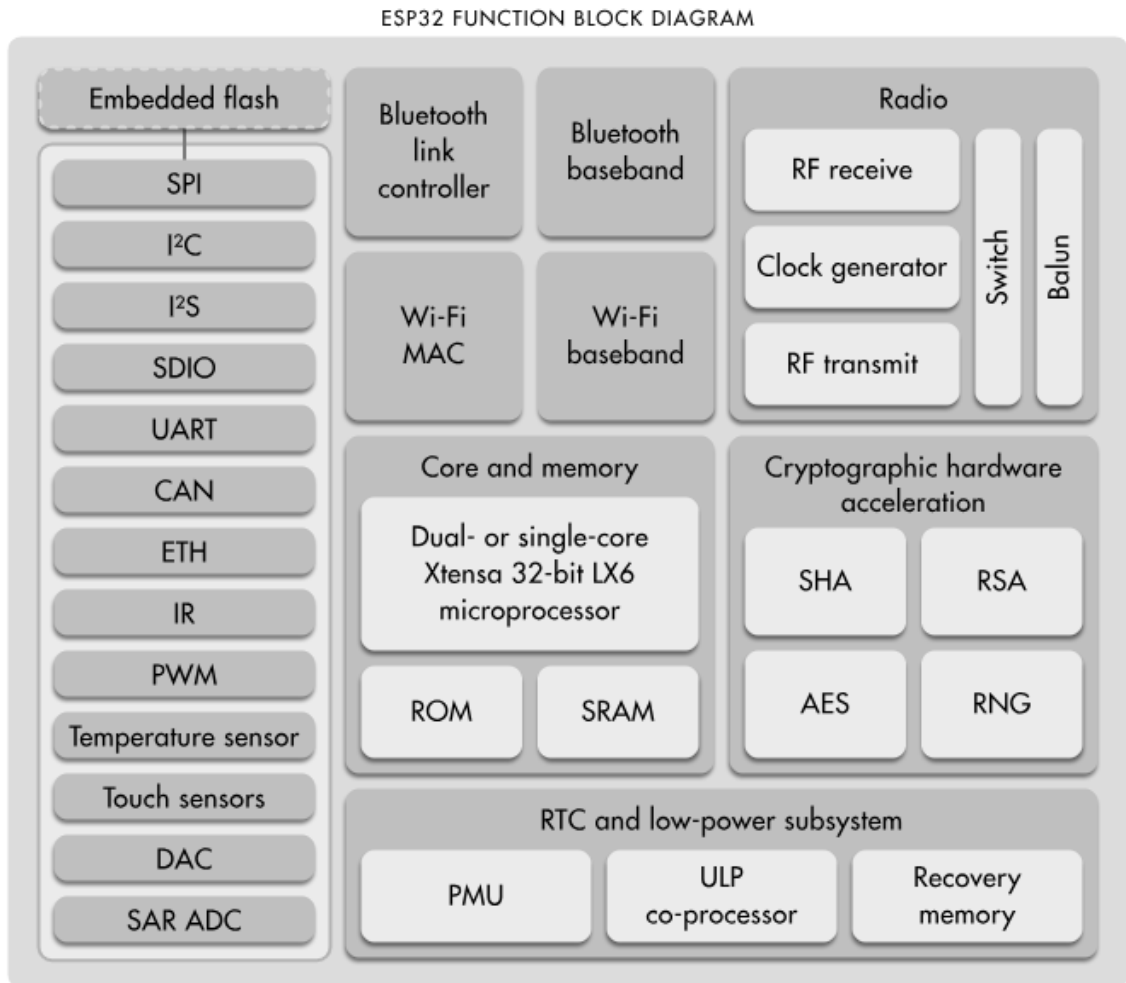 ESP32 FUNCTION BLOCK DIAGRAM
Embedded flash
SPI
I²C
I²S
SDIO
UART
CAN
ETH
IR
PWM
Temperature sensor
Touch sensors
DAC
SAR ADC
Bluetooth
link
controller
Bluetooth
baseband
Wi-Fi
MAC
Wi-Fi
baseband
Radio
RF receive
Clock generator
RF transmit
Switch
Balun
Core and memory
Dual- or single-core
Xtensa 32-bit LX6
microprocessor
ROM
SRAM
Cryptographic hardware
acceleration
SHA
RSA
AES
RNG
RTC and low-power subsystem
PMU
ULP
co-processor
Recovery
memory